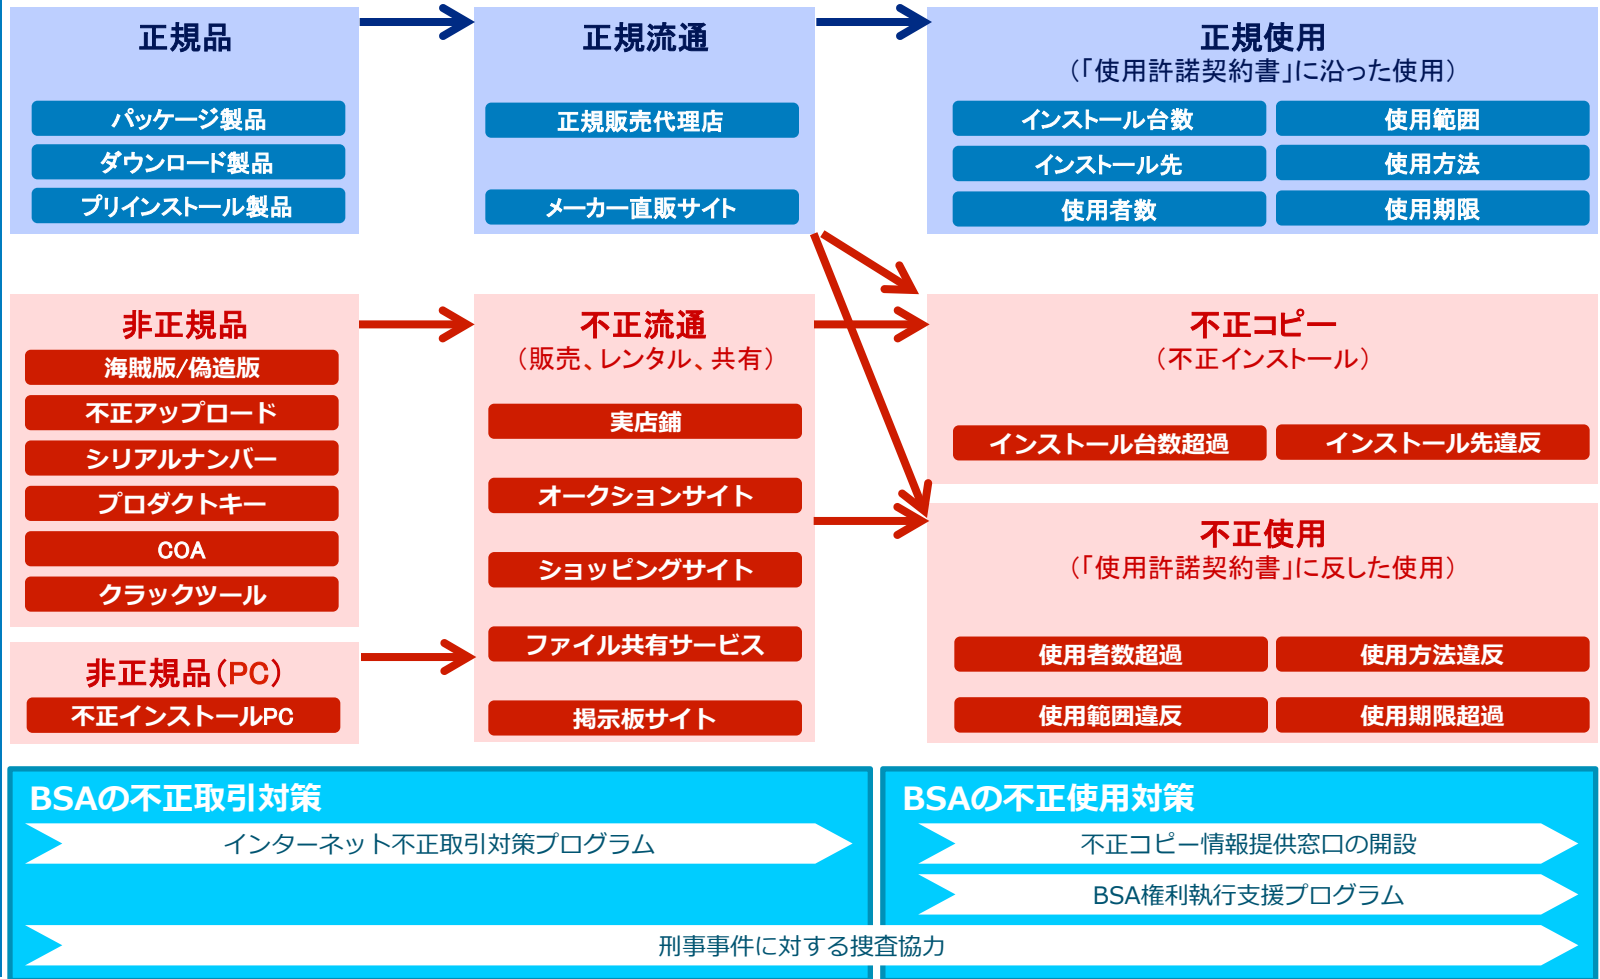 正規品
パッケージ製品
ダウンロード製品
プリインストール製品
正規流通
正規販売代理店
メーカー直販サイト
正規使用
（「使用許諾契約書」に沿った使用）
インストール台数
使用範囲
インストール先
使用方法
使用者数
使用期限
非正規品
海賊版/偽造版
不正アップロード
シリアルナンバー
プロダクトキー
COA
クラックツール
非正規品（PC）
不正インストールPC
不正流通
（販売、レンタル、共有）
実店舗
オークションサイト
ショッピングサイト
ファイル共有サービス
掲示板サイト
不正コピー
（不正インストール）
インストール台数超過
インストール先違反
不正使用
（「使用許諾契約書」に反した使用）
使用者数超過
使用方法違反
使用範囲違反
使用期限超過
BSAの不正取引対策
インターネット不正取引対策プログラム
BSAの不正使用対策
不正コピー情報提供窓口の開設
BSA権利執行支援プログラム
刑事事件に対する捜査協力